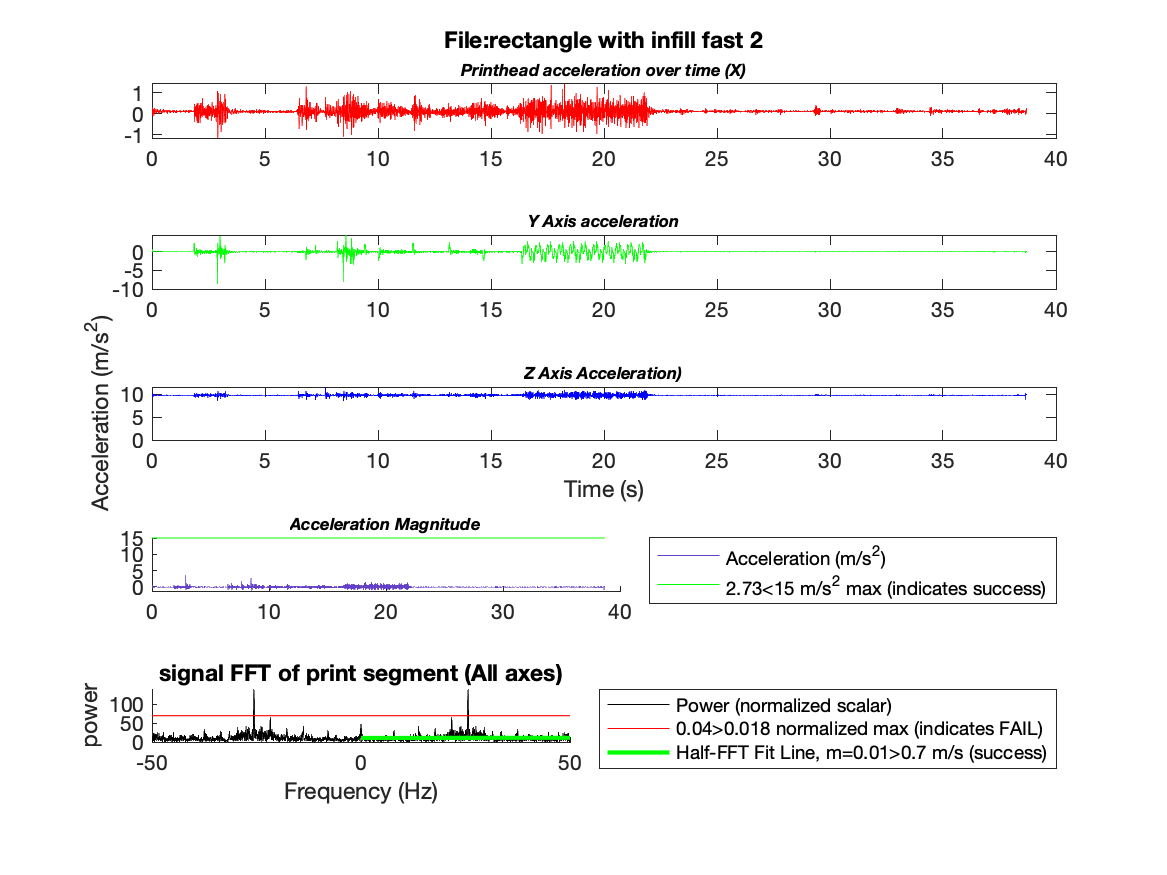 File:rectangle with infill fast 2
Printhead acceleration over time (X)
1
0
-1
0 5 10 15 20 25 30 35 40
Y Axis acceleration
0
-5
-10
0 5 10 15 20 25 30 35 40
Acceleration (m/s2)
Z Axis Acceleration)
10
5
0
0 5 10 15 20 25 30 35 40
Time (s)
Acceleration Magnitude
15
10
5
0
0 10 20 30 40
Acceleration (m/s2)
2.73<15 m/s2 max (indicates success)
signal FFT of print segment (All axes)
power
100
50
0
-50 0 50
Frequency (Hz)
Power (normalized scalar)
0.04>0.018 normalized max (indicates FAIL)
Half-FFT Fit Line, m=0.01>0.7 m/s (success)